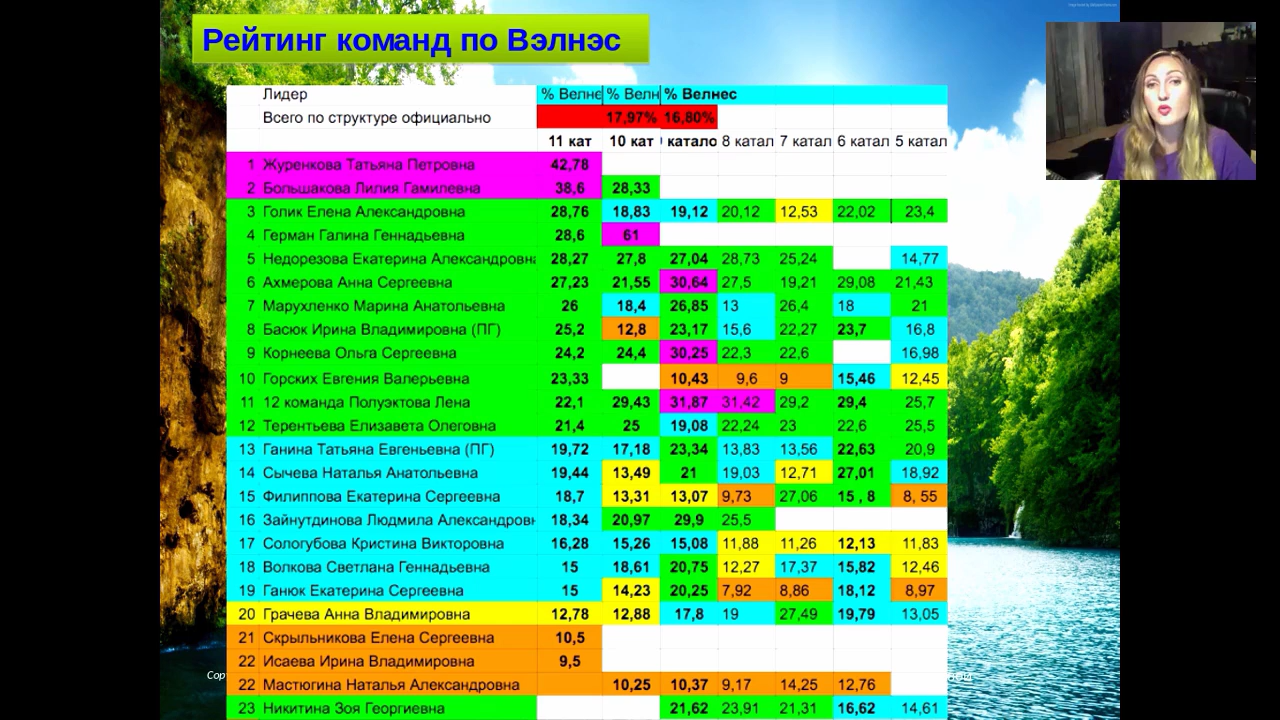 Рейтинг команд по Вэлнэс
Лидер % Велне % Велн % Велнес
Всего по структуре официально 17,97% 16,80%
11 кат 10 кат катало 8 катал 7 катал 6 катал 5 катал
1 Журенкова Татьяна Петровна 42,78
2 Большакова Лилия Гамилевна 38,6 28,33
3 Голик Елена Александровна 28,76 18,83 19,12 20,12 12,53 22,02 23,4
4 Герман Галина Геннадьевна 28,6 61
5 Недорезова Екатерина Александровна 28,27 27,8 27,04 28,73 25,24 14,77
6 Ахмерова Анна Сергеевна 27,23 21,55 30,64 27,5 19,21 29,08 21,43
7 Марухленко Марина Анатольевна 26 18,4 26,85 13 26,4 18 21
8 Басюк Ирина Владимировна (ПГ) 25,2 12,8 23,17 15,6 22,27 23,7 16,8
9 Корнеева Ольга Сергеевна 24,2 24,4 30,25 22,3 22,6 16,98
10 Горских Евгения Валерьевна 23,33 10,43 9,6 9 15,46 12,45
11 12 команда Полуэктова Лена 22,1 29,43 31,87 31,42 29,2 29,4 25,7
12 Терентьева Елизавета Олеговна 21,4 25 19,08 22,24 23 22,6 25,5
13 Ганина Татьяна Евгеньевна (ПГ) 19,72 17,18 23,34 13,83 13,56 22,63 20,9
14 Сычева Наталья Анатольевна 19,44 13,49 21 19,03 12,71 27,01 18,92
15 Филиппова Екатерина Сергеевна 18,7 13,31 13,07 9,73 27,06 15 , 8 8, 55
16 Зайнутдинова Людмила Александровн 18,34 20,97 29,9 25,5
17 Сологубова Кристина Викторовна 16,28 15,26 15,08 11,88 11,26 12,13 11,83
18 Волкова Светлана Геннадьевна 15 18,61 20,75 12,27 17,37 15,82 12,46
19 Ганюк Екатерина Сергеевна 15 14,23 20,25 7,92 8,86 18,12 8,97
20 Грачева Анна Владимировна 12,78 12,88 17,8 19 27,49 19,79 13,05
21 Скрыльникова Елена Сергеевна 10,5
22 Исаева Ирина Владимировна 9,5
22 Мастюгина Наталья Александровна 10,25 10,37 9,17 14,25 12,76
23 Никитина Зоя Георгиевна 21,62 23,91 21,31 16,62 14,61